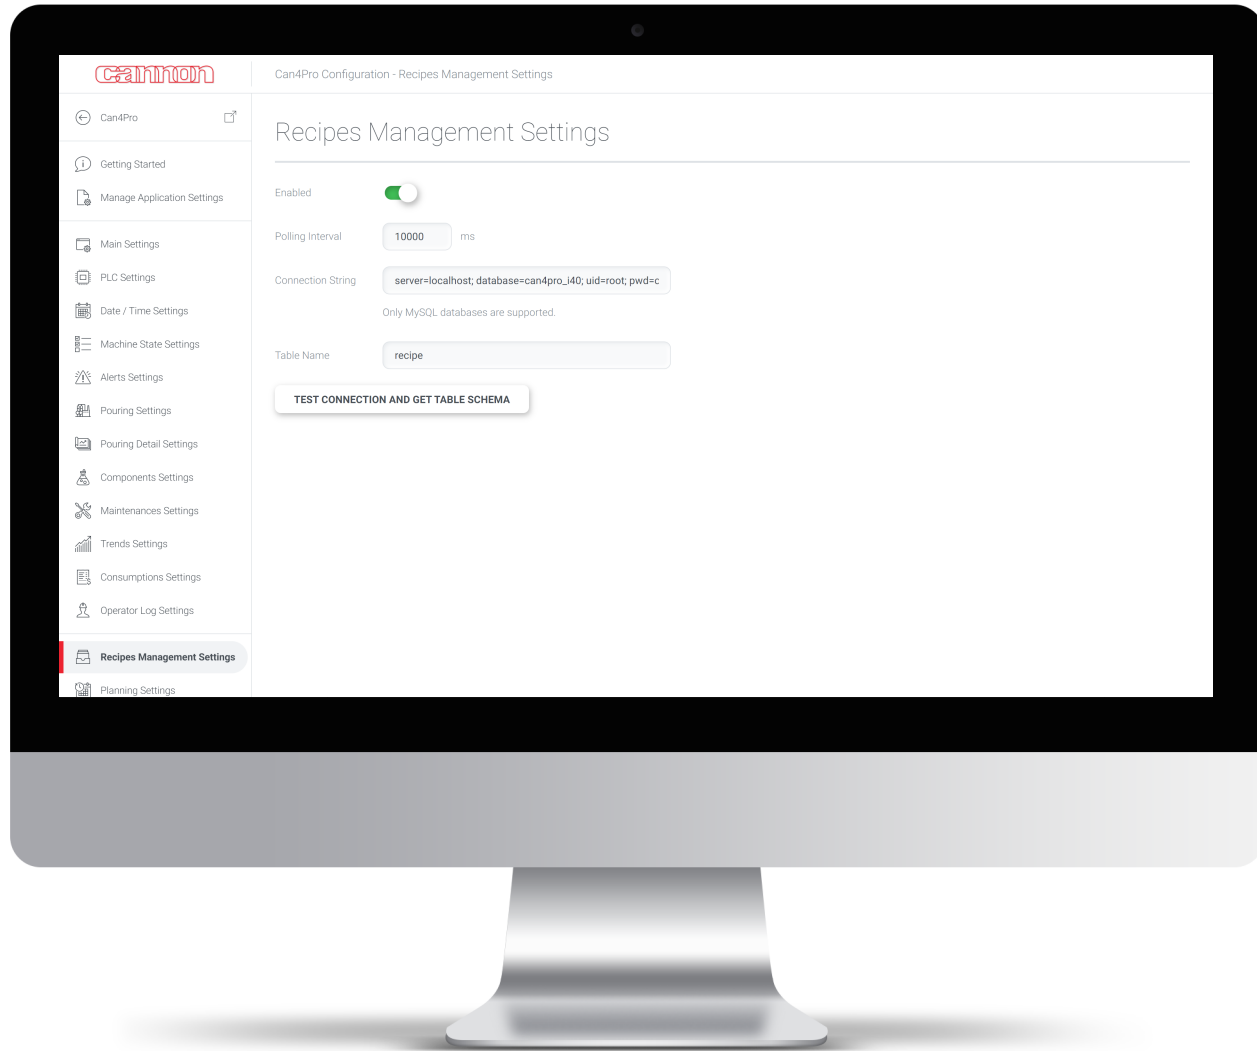 cannon
Can4Pro Configuration - Recipes Management Settings
Can4Pro
Getting Started
Manage Application Settings
Main Settings
PLC Settings
Date / Time Settings
Machine State Settings
Alerts Settings
Pouring Settings
Pouring Detail Settings
Components Settings
Maintenances Settings
Trends Settings
Consumptions Settings
Operator Log Settings
Recipes Management Settings
Planning Settings
Recipes Management Settings
Enabled
Polling Interval 10000 ms
Connection String server=localhost; database=can4pro_i40; uid=root; pwd=c
Only MySQL databases are supported.
Table Name recipe
TEST CONNECTION AND GET TABLE SCHEMA